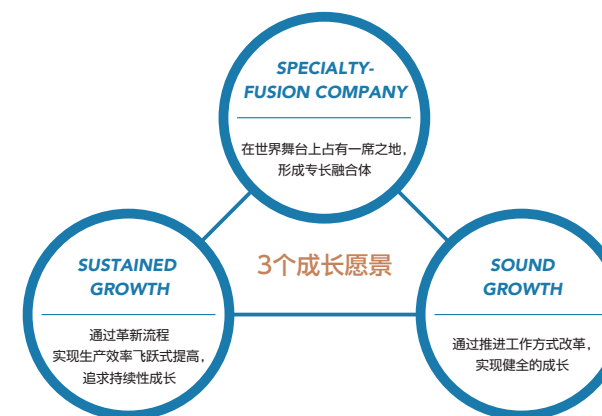 SPECIALTY-
FUSION COMPANY
在世界舞台上占有一席之地，
形成专长融合体
3个成长愿景
SUSTAINED
GROWTH
通过革新流程
实现生产效率飞跃式提高，
追求持续性成长
SOUND
GROWTH
通过推进工作方式改革，
实现健全的成长